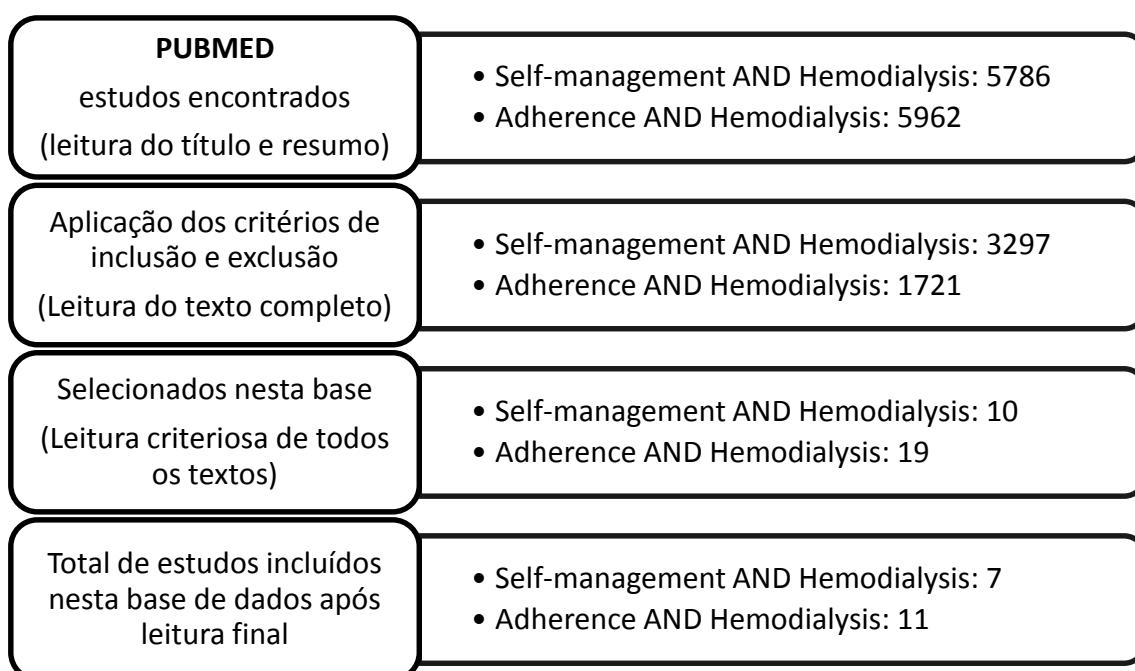 PUBMED
estudos encontrados
(leitura do título e resumo)
• Self-management AND Hemodialysis: 5786
• Adherence AND Hemodialysis: 5962
Aplicação dos critérios de
inclusão e exclusão
(Leitura do texto completo)
• Self-management AND Hemodialysis: 3297
• Adherence AND Hemodialysis: 1721
Selecionados nesta base
(Leitura criteriosa de todos
os textos)
• Self-management AND Hemodialysis: 10
• Adherence AND Hemodialysis: 19
Total de estudos incluídos
nesta base de dados após
leitura final
• Self-management AND Hemodialysis: 7
• Adherence AND Hemodialysis: 11